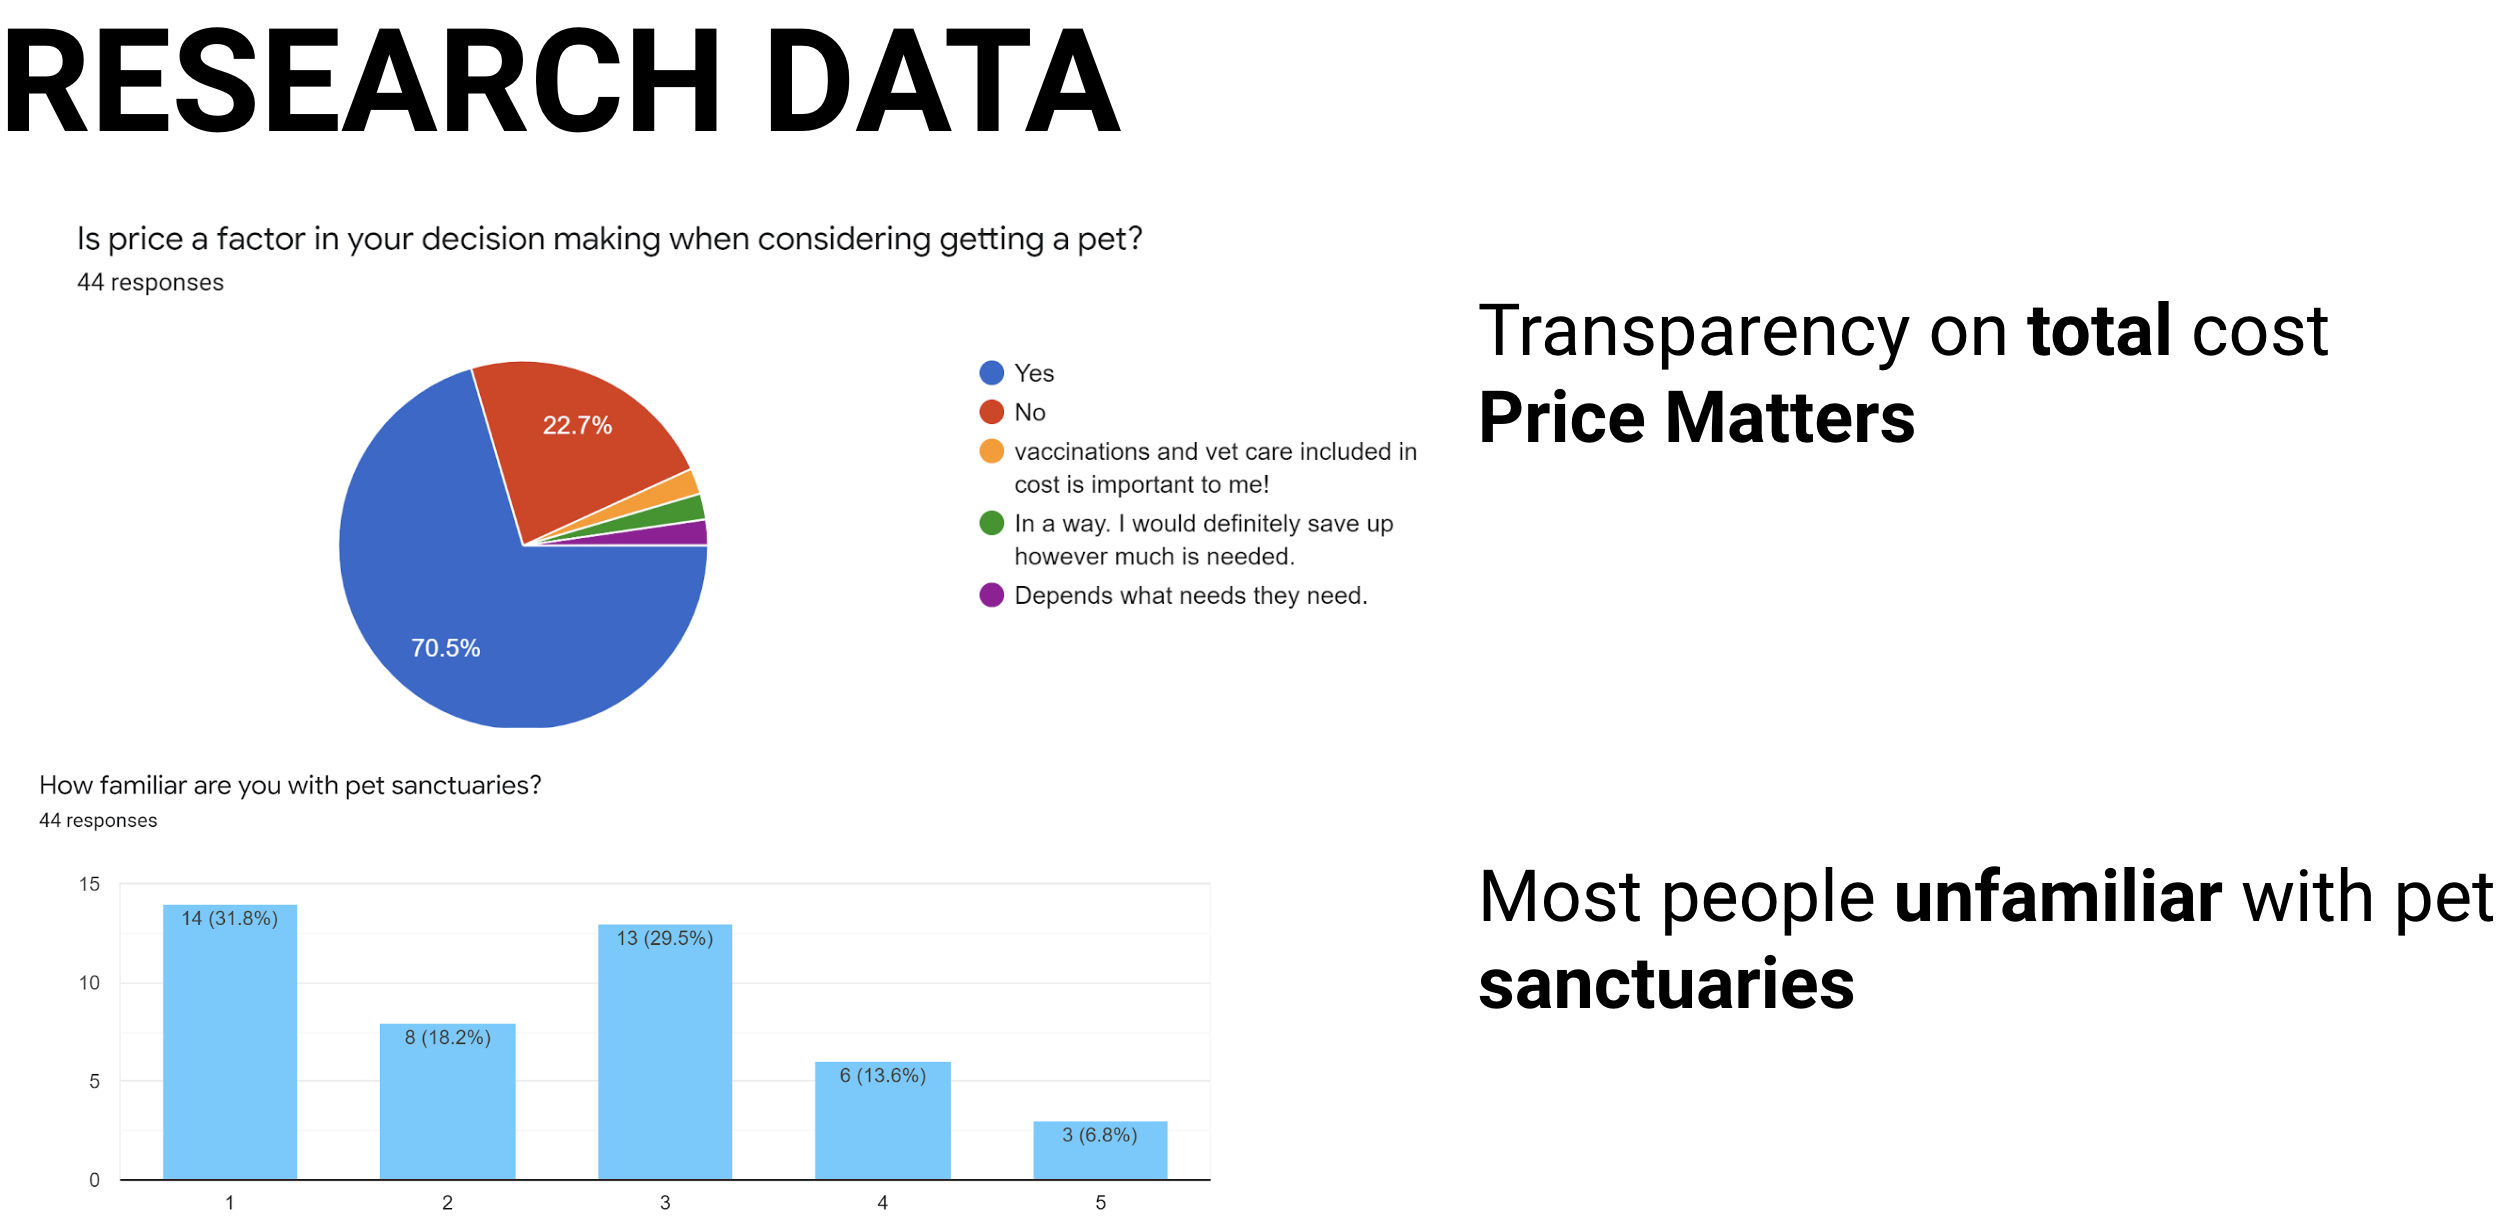 RESEARCH DATA
Is price a factor in your decision making when considering getting a pet?
44 responses
22.7%
70.5%
Yes
No
vaccinations and vet care included in
cost is important to me!
In a way. I would definitely save up
however much is needed.
Depends what needs they need.
Transparency on total cost
Price Matters
How familiar are you with pet sanctuaries?
44 responses
15
10
5
0
14 (31.8%)
8 (18.2%)
13 (29.5%)
6 (13.6%)
3 (6.8%)
1
2
3
4
5
Most people unfamiliar with pet
sanctuaries